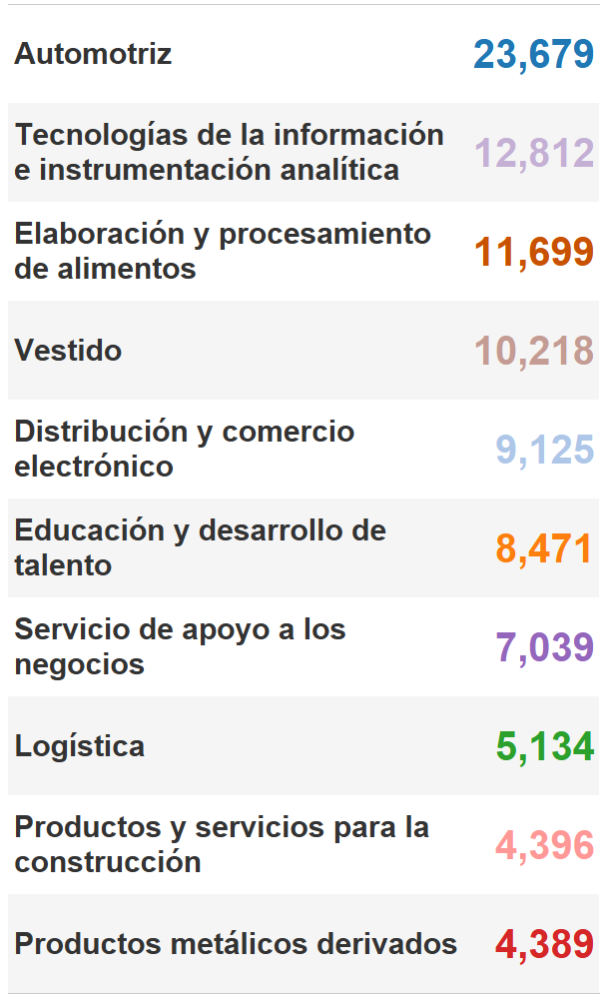 Automotriz 23,679
Tecnologías de la información
e instrumentación analítica 12,812
Elaboración y procesamiento
de alimentos 11,699
Vestido 10,218
Distribución y comercio
electrónico 9,125
Educación y desarrollo de
talento 8,471
Servicio de apoyo a los
negocios 7,039
Logística 5,134
Productos y servicios para la
construcción 4,396
Productos metálicos derivados 4,389